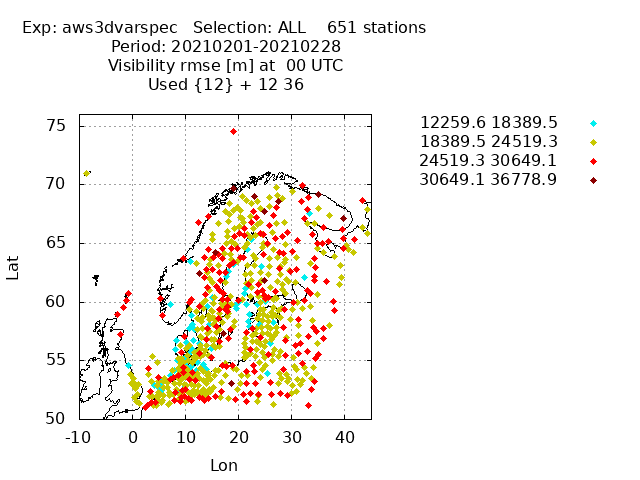 Exp: aws3dvarspec   Selection: ALL    651 stations
Period: 20210201-20210228
Visibility rmse [m] at  00 UTC
Used {12} + 12 36
12259.6 18389.5
18389.5 24519.3
24519.3 30649.1
30649.1 36778.9
75
70
65
60
55
50
Lat
-10 0 10 20 30 40
Lon